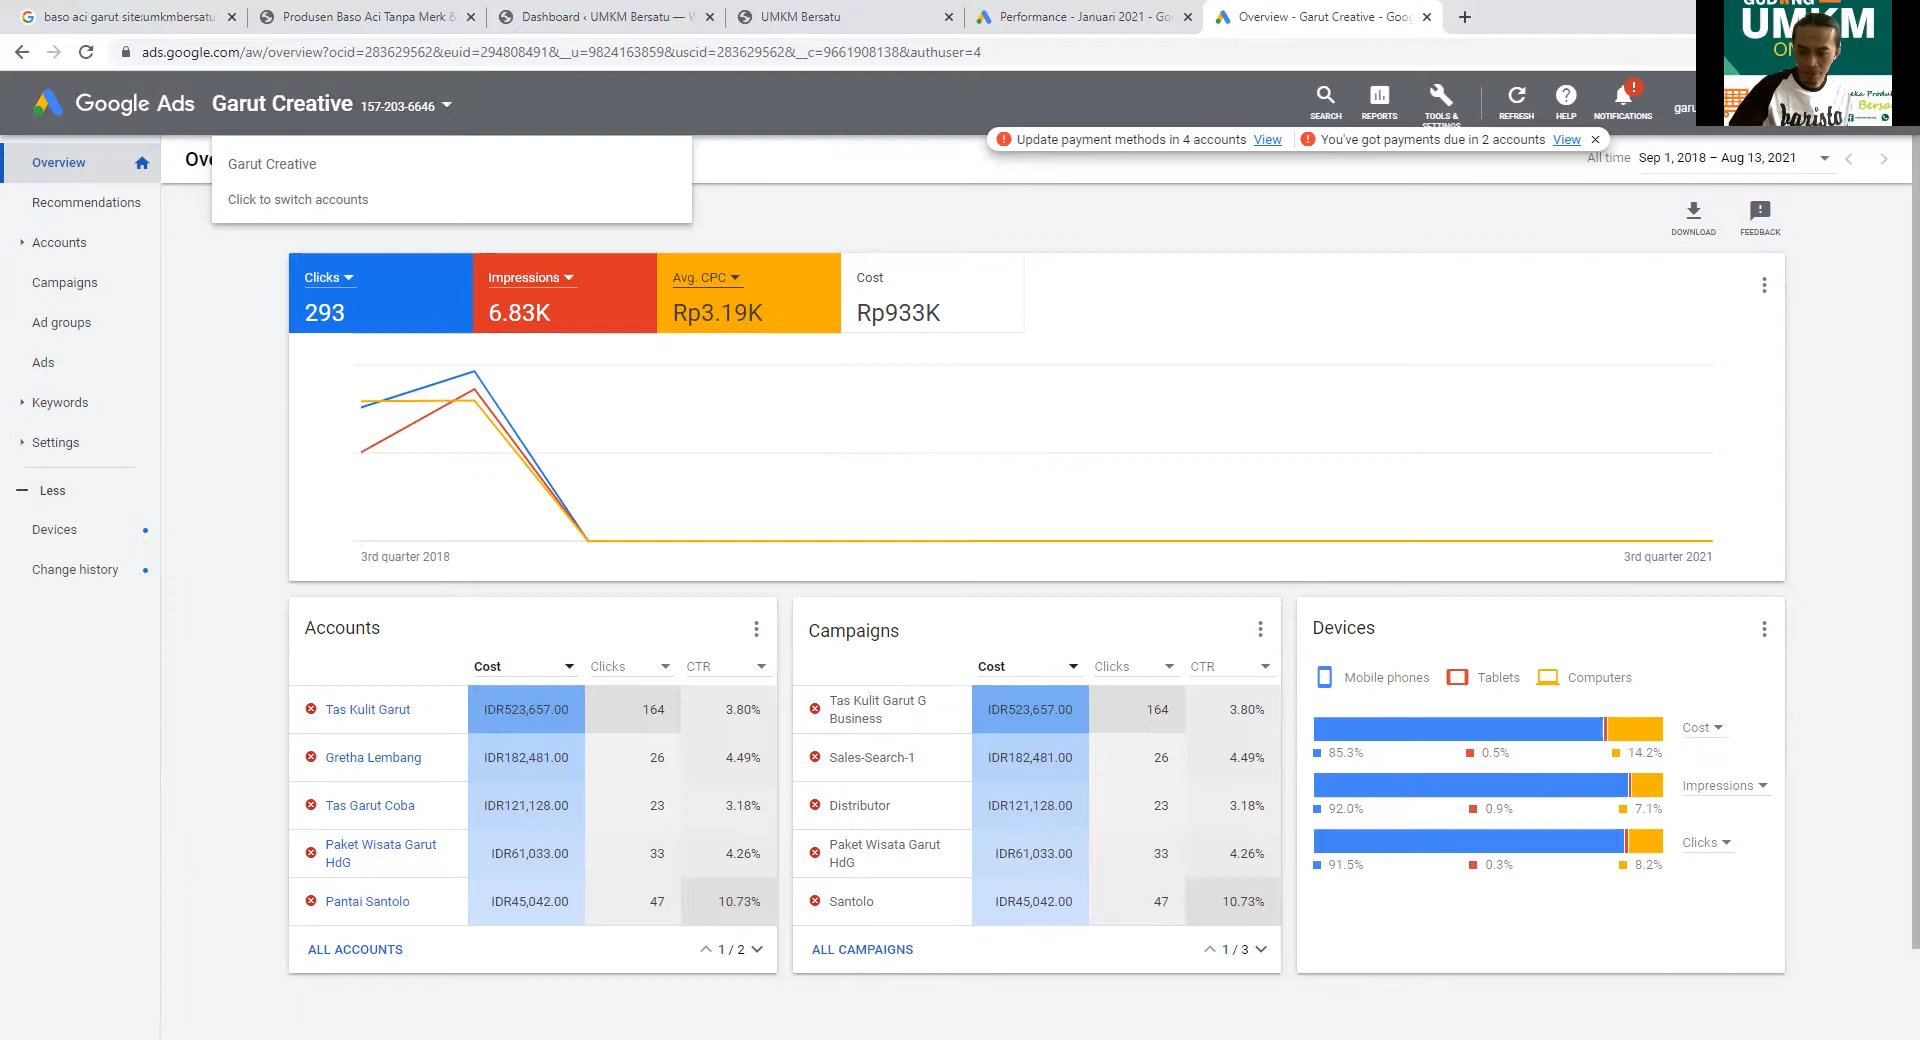 baso aci garut site:umkmbersatu
Produsen Baso Aci Tanpa Merk &
Dashboard ‹ UMKM Bersatu — W
UMKM Bersatu
Performance - Januari 2021 - Goo
Overview - Garut Creative - Goog
ads.google.com/aw/overview?ocid=283629562&euid=294808491&__u=9824163859&uscid=283629562&__c=9661908138&authuser=4
UMKM
Google Ads
Garut Creative 157-203-6646
SEARCH
REPORTS
TOOLS & SETTINGS
REFRESH
HELP
NOTIFICATIONS
garu
eka Produ
Bersa
baristo
Update payment methods in 4 accounts View
You've got payments due in 2 accounts View
Overview
Recommendations
Accounts
Campaigns
Ad groups
Ads
Keywords
Settings
Less
Devices
Change history
Ove
Garut Creative
Click to switch accounts
All time Sep 1, 2018 – Aug 13, 2021
DOWNLOAD
FEEDBACK
Clicks
293
Impressions
6.83K
Avg. CPC
Rp3.19K
Cost
Rp933K
3rd quarter 2018
3rd quarter 2021
Accounts
Cost Clicks CTR
Tas Kulit Garut IDR523,657.00 164 3.80%
Gretha Lembang IDR182,481.00 26 4.49%
Tas Garut Coba IDR121,128.00 23 3.18%
Paket Wisata Garut HdG IDR61,033.00 33 4.26%
Pantai Santolo IDR45,042.00 47 10.73%
ALL ACCOUNTS 1 / 2
Campaigns
Cost Clicks CTR
Tas Kulit Garut G Business IDR523,657.00 164 3.80%
Sales-Search-1 IDR182,481.00 26 4.49%
Distributor IDR121,128.00 23 3.18%
Paket Wisata Garut HdG IDR61,033.00 33 4.26%
Santolo IDR45,042.00 47 10.73%
ALL CAMPAIGNS 1 / 3
Devices
Mobile phones Tablets Computers
Cost
85.3% 0.5% 14.2%
Impressions
92.0% 0.9% 7.1%
Clicks
91.5% 0.3% 8.2%